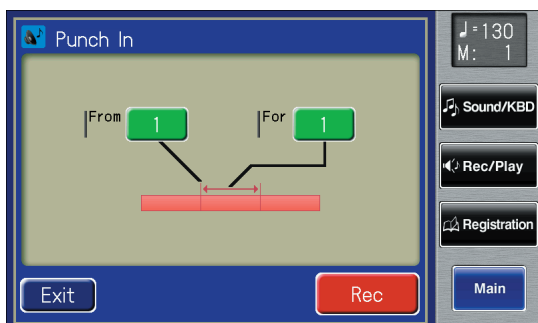 Punch In
From 1
For 1
Exit
Rec
♩=130
M: 1
Sound/KBD
Rec/Play
Registration
Main